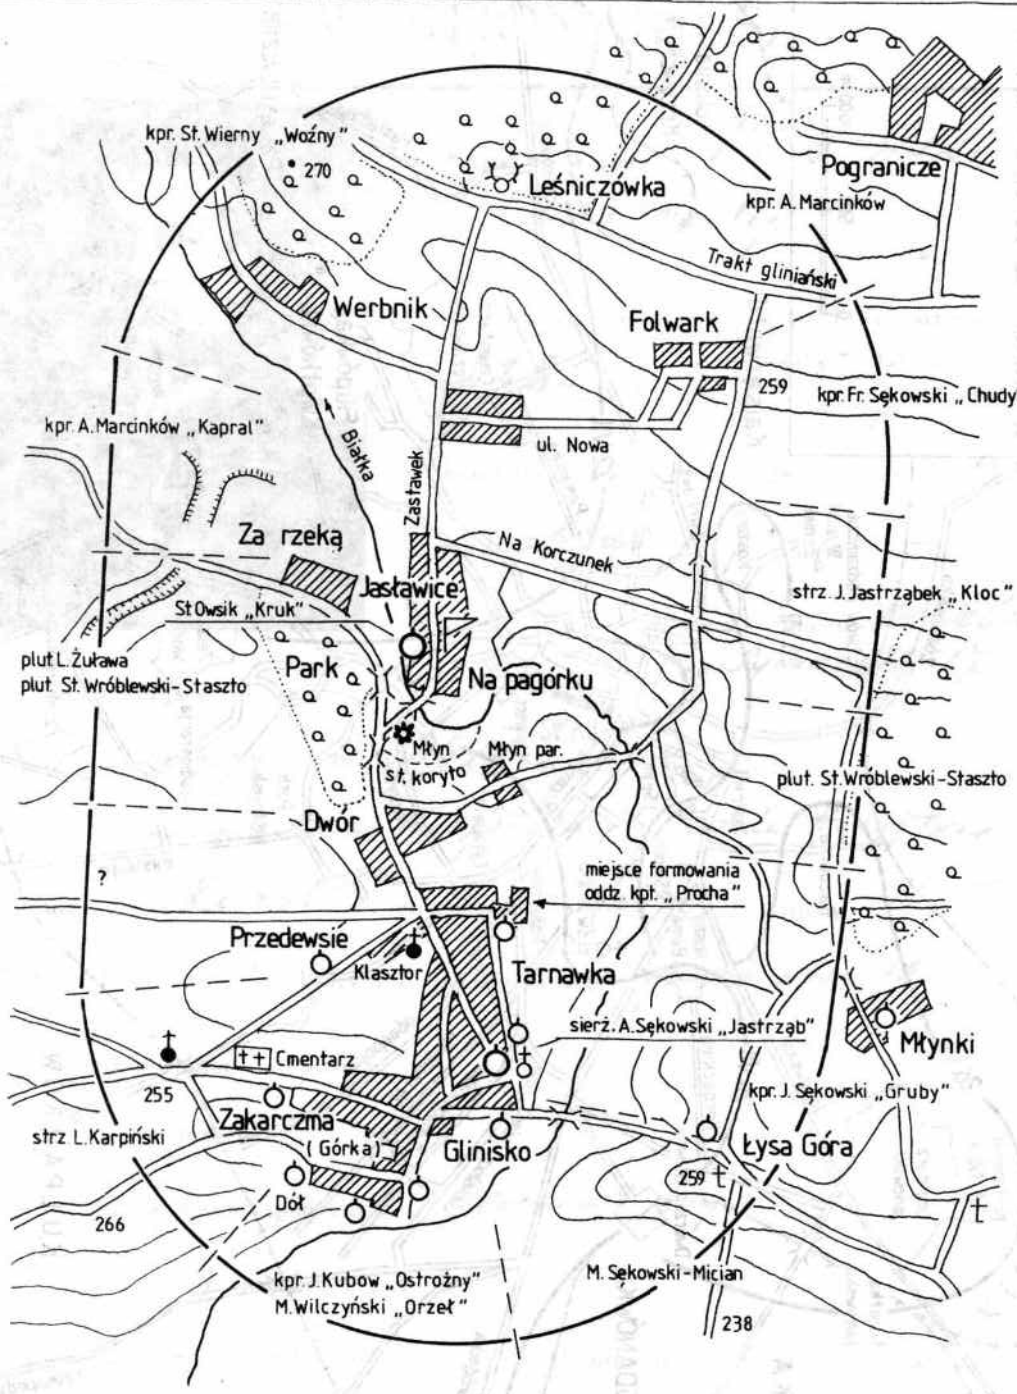 kpr. St. Wierny „Woźny”
270
Leśniczówka
Pogranicze
kpr. A. Marcinków
Trakt gliniański
Werbnik
Folwark
259
kpr. Fr. Sękowski „Chudy
kpr. A. Marcinków „Kapral”
Białka
Zastawek
ul. Nowa
Na Korczunek
Za rzeką
Jasławice
St Owsik "Kruk"
strz. J. Jastrząbek „Kloc”
plut. L. Żuława
plut. St. Wróblewski-Staszto
Park
Na pagórku
Młyn
Młyn par.
st. koryto
plut. St. Wróblewski-Staszto
Dwór
?
miejsce formowania
oddz. kpt. „Procha”
Przedewsie
Klasztor
Tarnawka
sierż. A. Sękowski „Jastrząb”
Młynki
Cmentarz
255
kpr. J. Sękowski „Gruby”
Zakarczma
(Górka)
strz L. Karpiński
Glinisko
Łysa Góra
259
Dół
266
kpr. J. Kubow „Ostrożny”
M. Wilczyński „Orzeł”
M. Sękowski-Mician
238